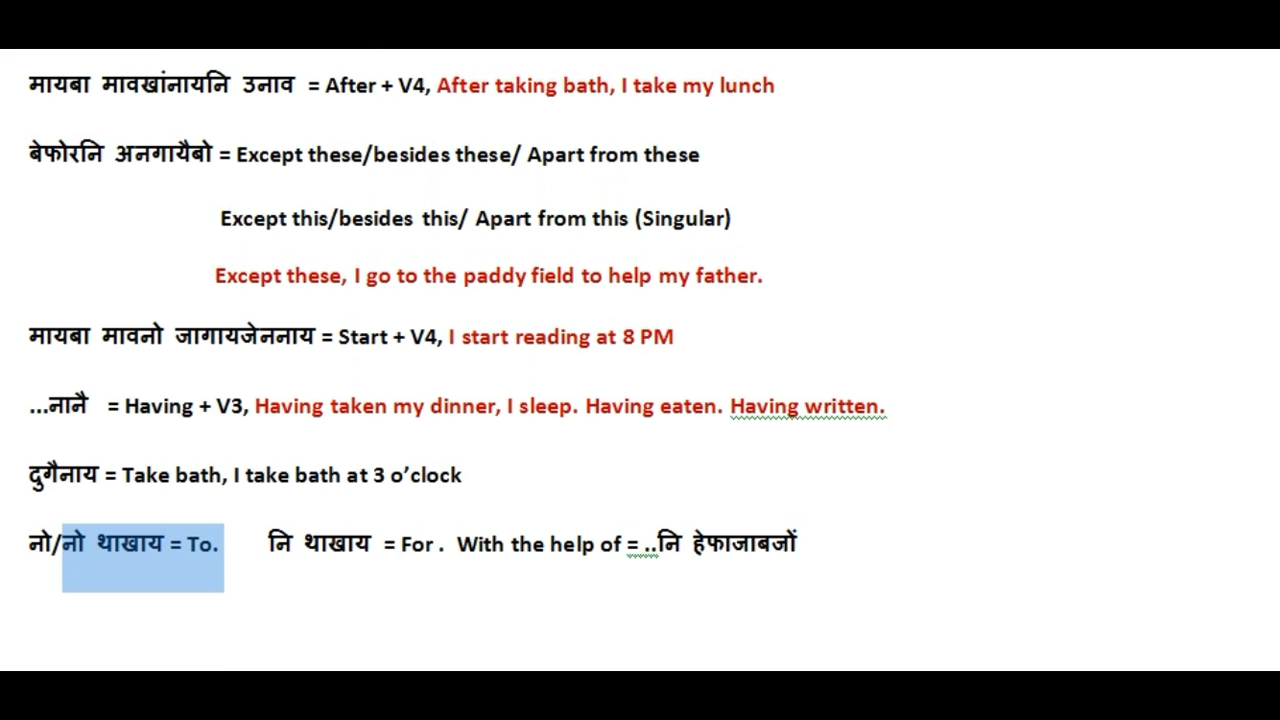 मायबा मावखांनायनि उनाव = After + V4, After taking bath, I take my lunch
बेफोरनि अनगायैबो = Except these/besides these/ Apart from these
Except this/besides this/ Apart from this (Singular)
Except these, I go to the paddy field to help my father.
मायबा मावनो जागायजेननाय = Start + V4, I start reading at 8 PM
...नानै = Having + V3, Having taken my dinner, I sleep. Having eaten. Having written.
दुगैनाय = Take bath, I take bath at 3 o’clock
नो/नो थाखाय = To. नि थाखाय = For . With the help of = ..नि हेफाजाबजों